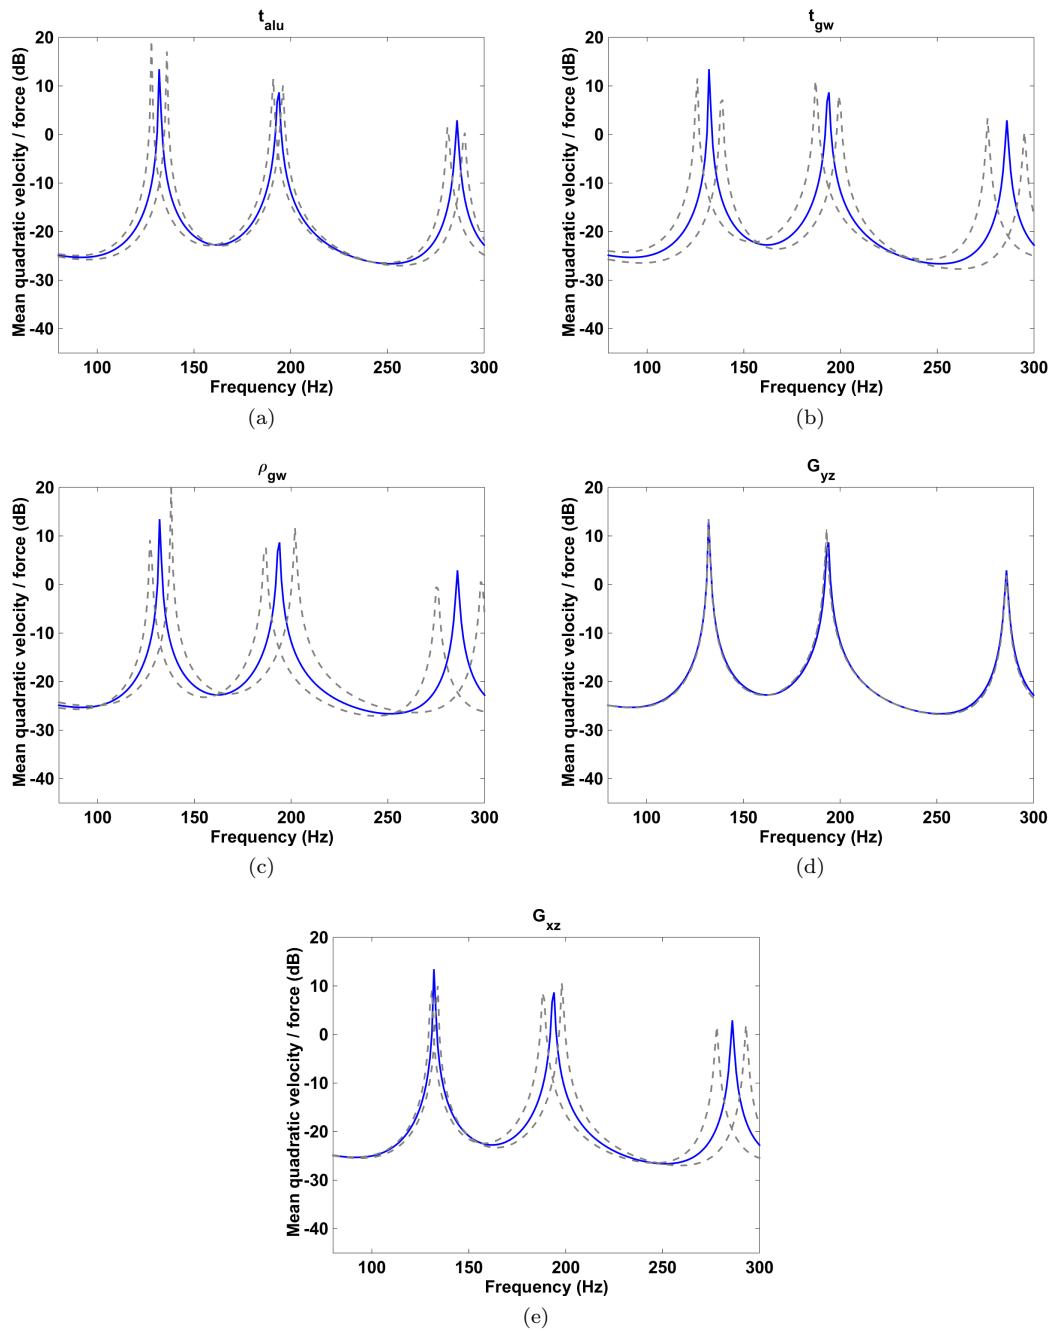 t_alu
Mean quadratic velocity / force (dB)
20
10
0
-10
-20
-30
-40
100 150 200 250 300
Frequency (Hz)
(a)
t_gw
Mean quadratic velocity / force (dB)
20
10
0
-10
-20
-30
-40
100 150 200 250 300
Frequency (Hz)
(b)
ρ_gw
Mean quadratic velocity / force (dB)
20
10
0
-10
-20
-30
-40
100 150 200 250 300
Frequency (Hz)
(c)
G_yz
Mean quadratic velocity / force (dB)
20
10
0
-10
-20
-30
-40
100 150 200 250 300
Frequency (Hz)
(d)
G_xz
Mean quadratic velocity / force (dB)
20
10
0
-10
-20
-30
-40
100 150 200 250 300
Frequency (Hz)
(e)